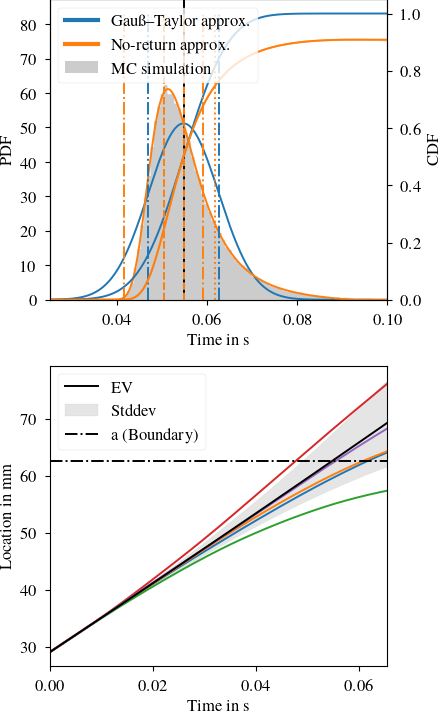 Gauß–Taylor approx.
No-return approx.
MC simulation
PDF
CDF
80
70
60
50
40
30
20
10
0
1.0
0.8
0.6
0.4
0.2
0.0
0.04 0.06 0.08 0.10
Time in s
EV
Stddev
a (Boundary)
Location in mm
70
60
50
40
30
0.00 0.02 0.04 0.06
Time in s